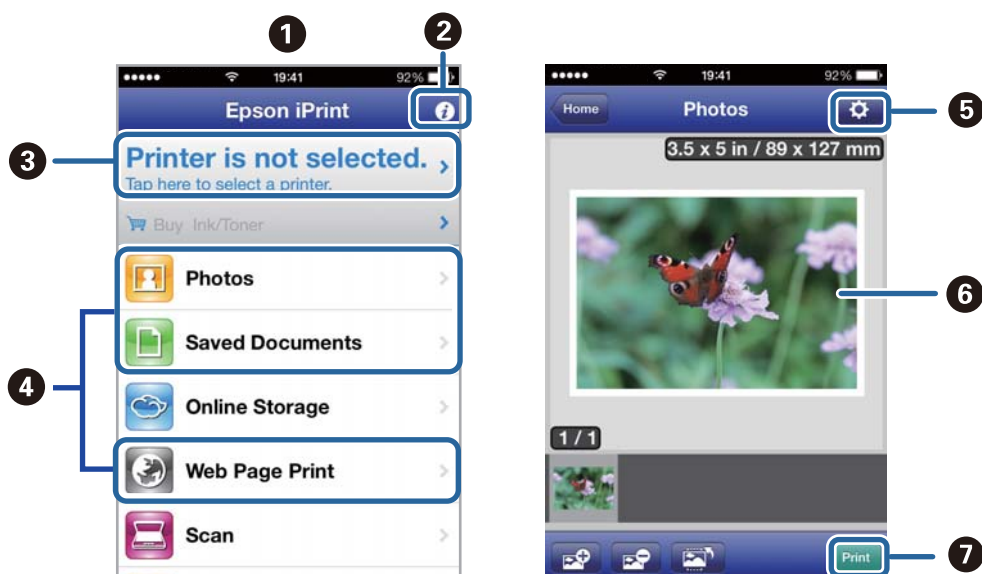 1
2
19:41
92%
Epson iPrint
i
3
Printer is not selected.
Tap here to select a printer.
Buy Ink/Toner
Photos
Saved Documents
4
Online Storage
Web Page Print
Scan
19:41
92%
Home
Photos
5
3.5 x 5 in / 89 x 127 mm
6
1 / 1
Print
7